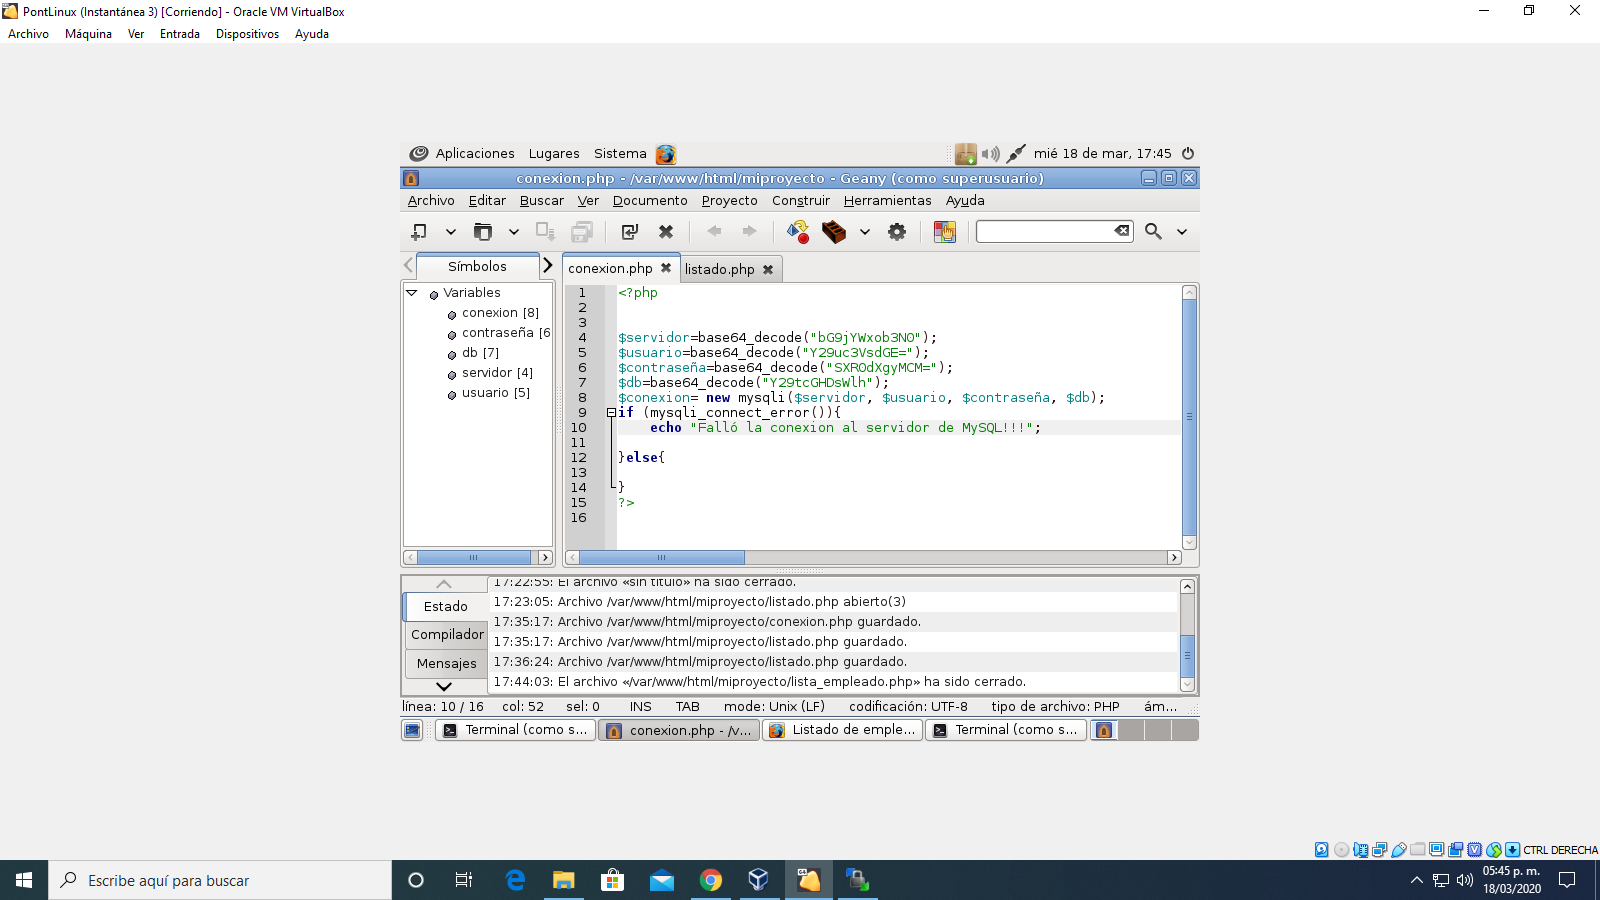 PontLinux (Instantánea 3) [Corriendo] - Oracle VM VirtualBox
Archivo Máquina Ver Entrada Dispositivos Ayuda
Aplicaciones Lugares Sistema mié 18 de mar, 17:45
conexion.php - /var/www/html/miproyecto - Geany (como superusuario)
Archivo Editar Buscar Ver Documento Proyecto Construir Herramientas Ayuda
Símbolos
conexion.php listado.php
Variables
conexion [8]
contraseña [6
db [7]
servidor [4]
usuario [5]
1 <?php
2
3
4 $servidor=base64_decode("bG9jYWxob3N0");
5 $usuario=base64_decode("Y29uc3VsdGE=");
6 $contraseña=base64_decode("SXR0dXgyMCM=");
7 $db=base64_decode("Y29tcGHDsWlh");
8 $conexion= new mysqli($servidor, $usuario, $contraseña, $db);
9 if (mysqli_connect_error()){
10 echo "Falló la conexion al servidor de MySQL!!!";
11
12 }else{
13
14 }
15 ?>
16
Estado
Compilador
Mensajes
17:22:55: El archivo «sin título» ha sido cerrado.
17:23:05: Archivo /var/www/html/miproyecto/listado.php abierto(3)
17:35:17: Archivo /var/www/html/miproyecto/conexion.php guardado.
17:35:17: Archivo /var/www/html/miproyecto/listado.php guardado.
17:36:24: Archivo /var/www/html/miproyecto/listado.php guardado.
17:44:03: El archivo «/var/www/html/miproyecto/lista_empleado.php» ha sido cerrado.
línea: 10 / 16 col: 52 sel: 0 INS TAB mode: Unix (LF) codificación: UTF-8 tipo de archivo: PHP ám...
Terminal (como s... conexion.php - /v... Listado de emple... Terminal (como s...
CTRL DERECHA
Escribe aquí para buscar
05:45 p. m.
18/03/2020